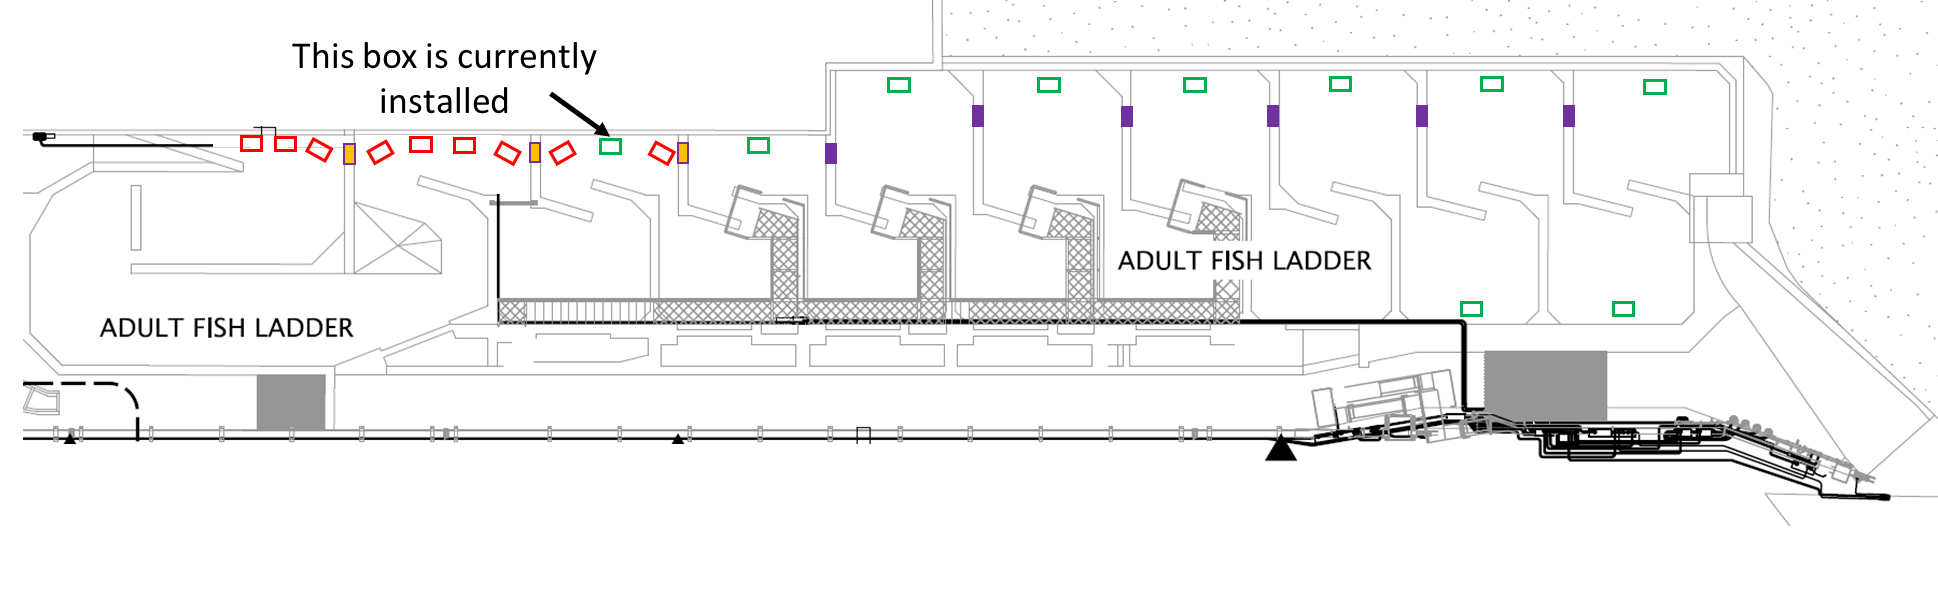 This box is currently
installed
ADULT FISH LADDER
ADULT FISH LADDER